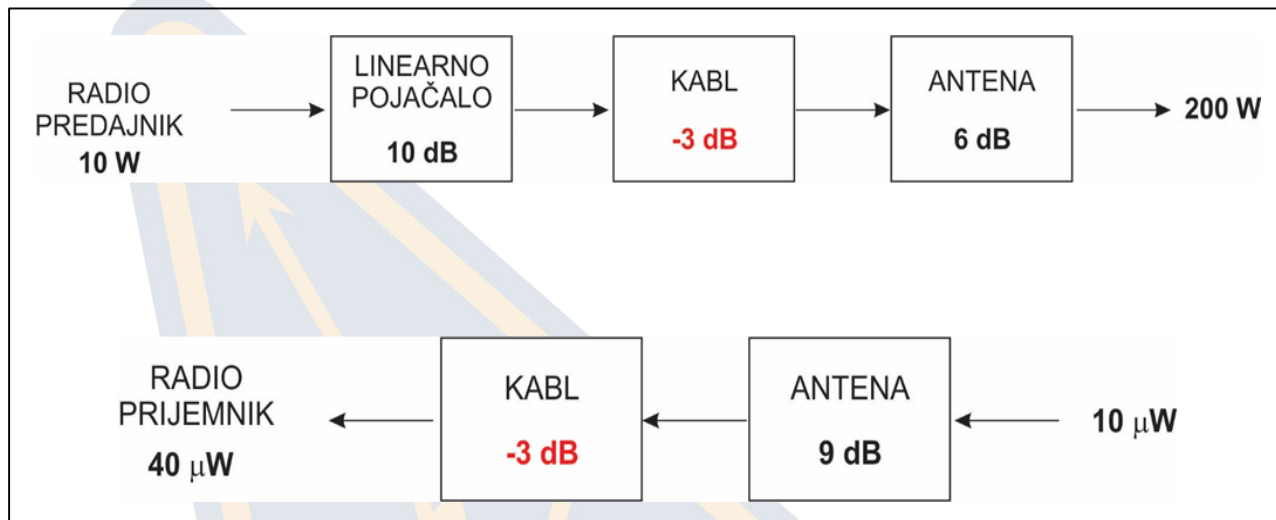 RADIO
PREDAJNIK
10 W
LINEARNO
POJAČALO
10 dB
KABL
-3 dB
ANTENA
6 dB
200 W
RADIO
PRIJEMNIK
40 μW
KABL
-3 dB
ANTENA
9 dB
10 μW